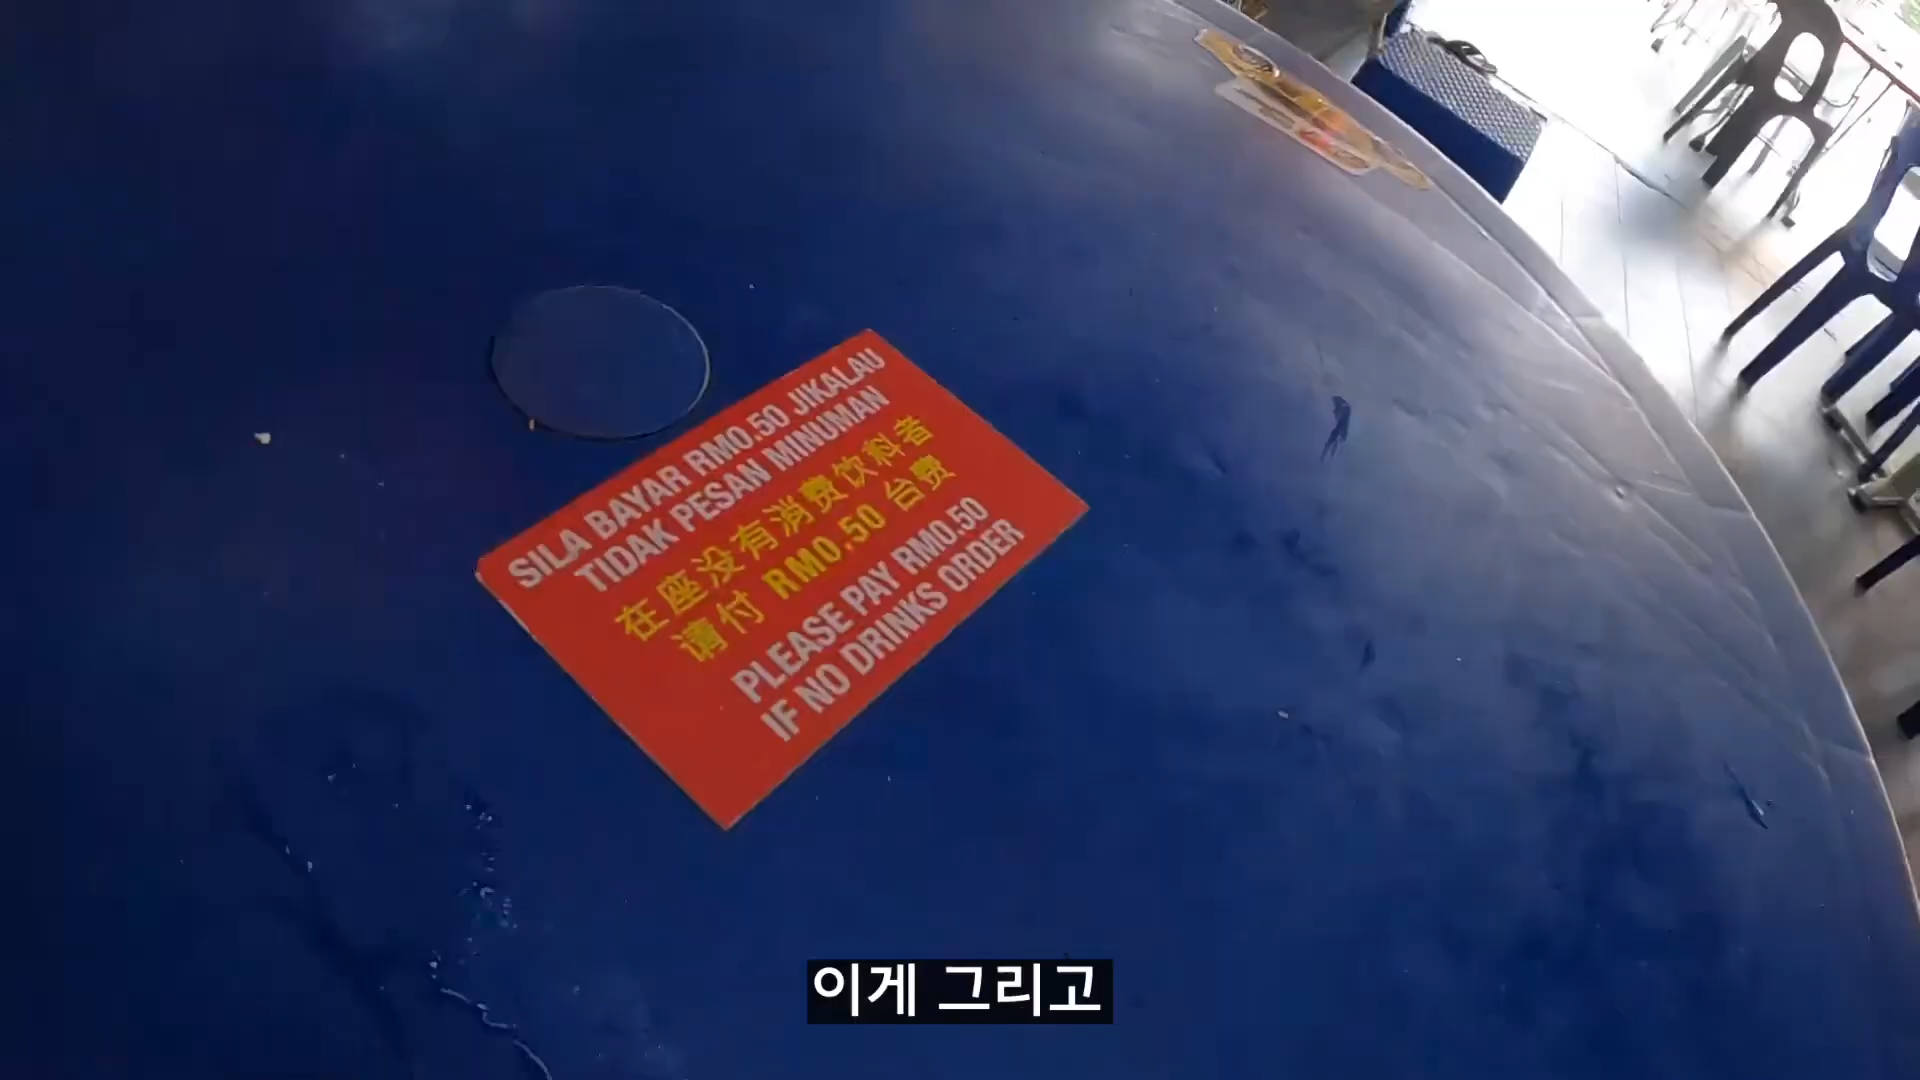 SILA BAYAR RM0.50 JIKALAU
TIDAK PESAN MINUMAN
在座没有消费饮料者
请付 RM0.50 台费
PLEASE PAY RM0.50
IF NO DRINKS ORDER
이게 그리고